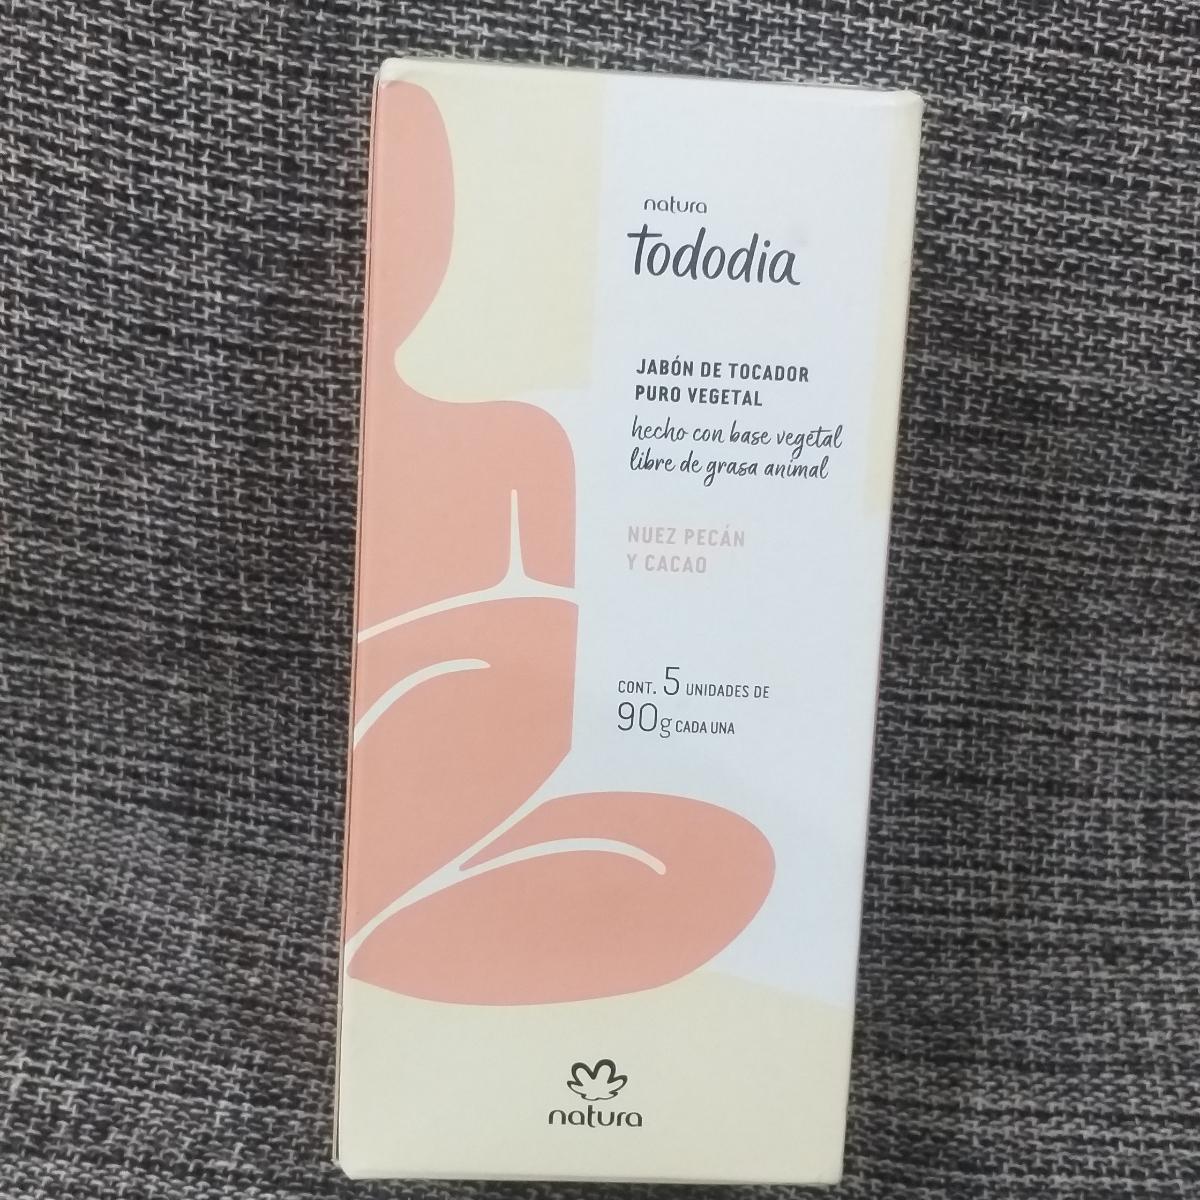 natura
tododia
JABÓN DE TOCADOR
PURO VEGETAL
hecho con base vegetal
libre de grasa animal
NUEZ PECÁN
Y CACAO
CONT. 5 UNIDADES DE
90g CADA UNA
natura